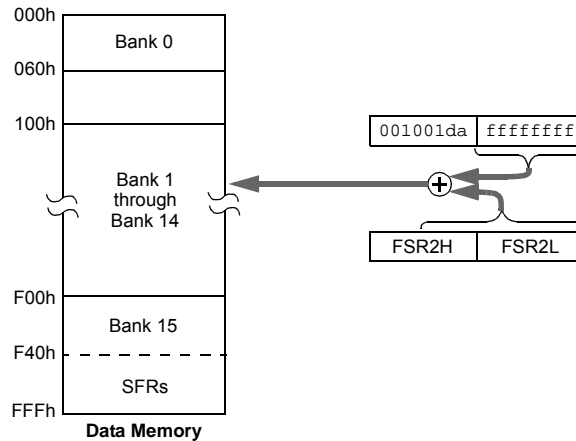 000h
Bank 0
060h
100h
001001da ffffffff
Bank 1
through
Bank 14
FSR2H FSR2L
F00h
Bank 15
F40h
SFRs
FFFh
Data Memory